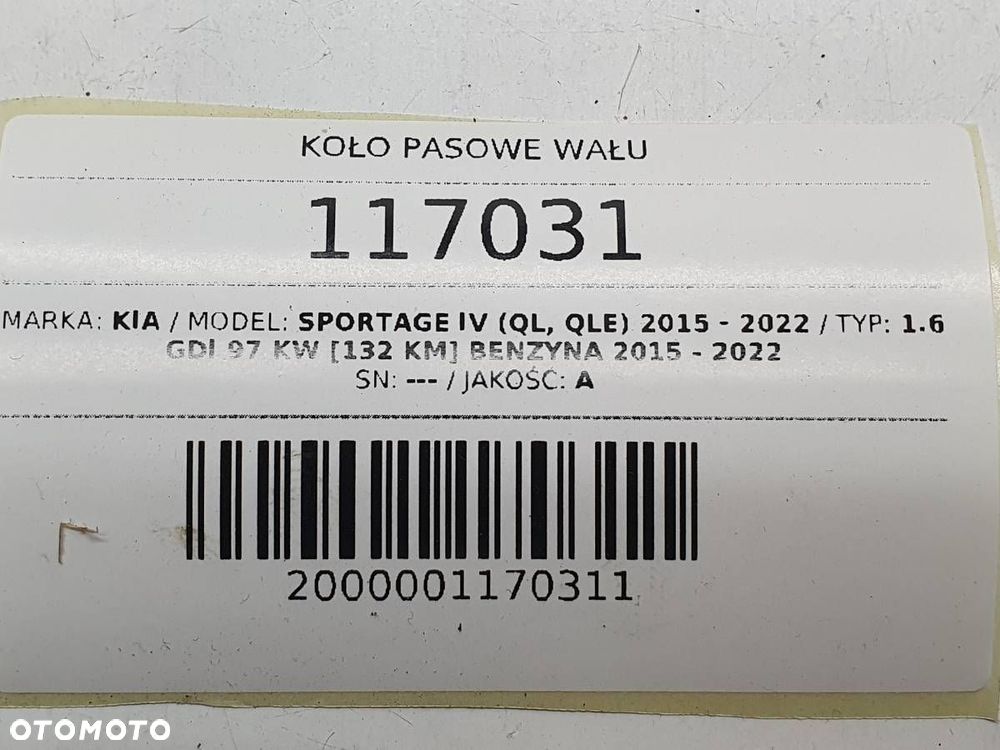 KOŁO PASOWE WAŁU
117031
MARKA: KIA / MODEL: SPORTAGE IV (QL, QLE) 2015 - 2022 / TYP: 1.6
GDI 97 KW [132 KM] BENZYNA 2015 - 2022
SN: --- / JAKOŚĆ: A
2000001170311
OTOMOTO